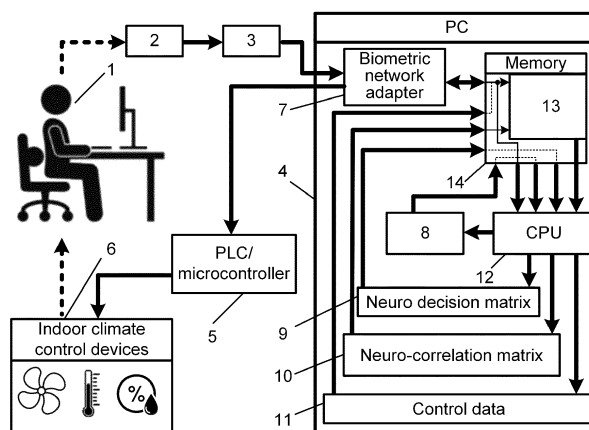 PC
2
3
Biometric
network
adapter
Memory
1
7
13
4
14
8
CPU
6
PLC/
microcontroller
12
5
9
Neuro decision matrix
Indoor climate
control devices
10
Neuro-correlation matrix
%
11
Control data